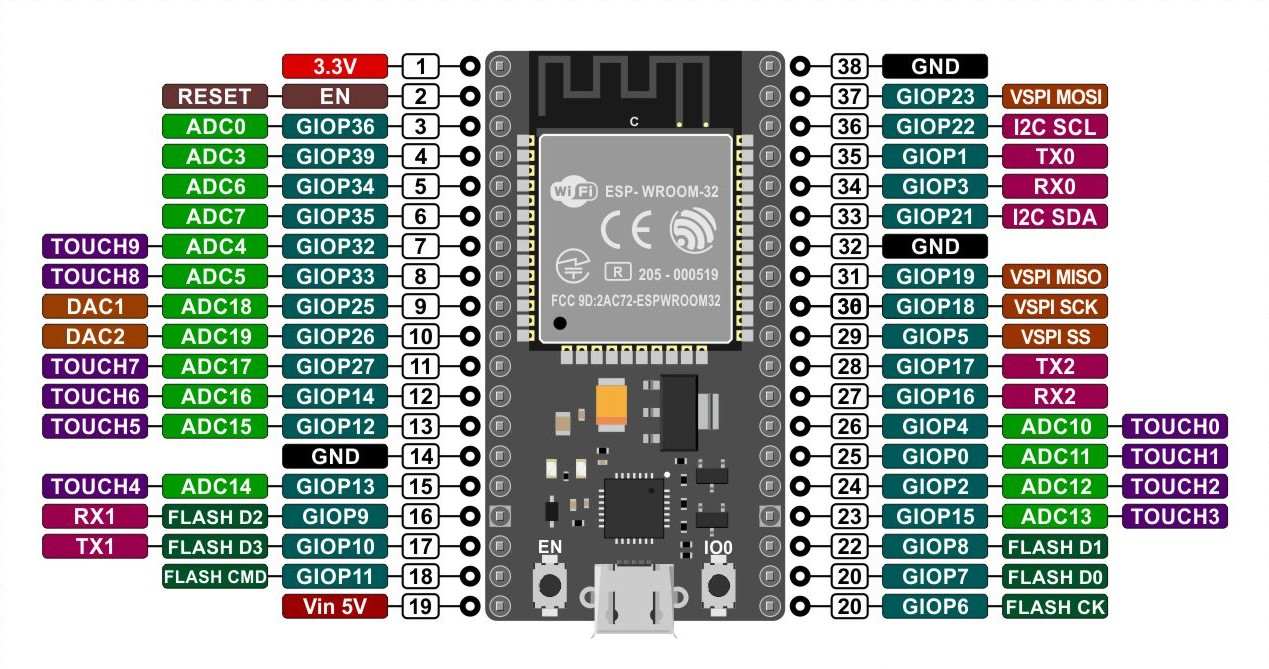 3.3V 1 38 GND
RESET EN 2 37 GIOP23 VSPI MOSI
ADC0 GIOP36 3 C 36 GIOP22 I2C SCL
ADC3 GIOP39 4 35 GIOP1 TX0
ADC6 GIOP34 5 WiFi ESP- WROOM-32 34 GIOP3 RX0
ADC7 GIOP35 6 CE 33 GIOP21 I2C SDA
TOUCH9 ADC4 GIOP32 7 32 GND
TOUCH8 ADC5 GIOP33 8 R 205 - 000519 31 GIOP19 VSPI MISO
DAC1 ADC18 GIOP25 9 FCC 9D:2AC72-ESPWROOM32 30 GIOP18 VSPI SCK
DAC2 ADC19 GIOP26 10 29 GIOP5 VSPI SS
TOUCH7 ADC17 GIOP27 11 28 GIOP17 TX2
TOUCH6 ADC16 GIOP14 12 27 GIOP16 RX2
TOUCH5 ADC15 GIOP12 13 26 GIOP4 ADC10 TOUCH0
GND 14 25 GIOP0 ADC11 TOUCH1
TOUCH4 ADC14 GIOP13 15 24 GIOP2 ADC12 TOUCH2
RX1 FLASH D2 GIOP9 16 23 GIOP15 ADC13 TOUCH3
TX1 FLASH D3 GIOP10 17 EN IO0 22 GIOP8 FLASH D1
FLASH CMD GIOP11 18 20 GIOP7 FLASH D0
Vin 5V 19 20 GIOP6 FLASH CK